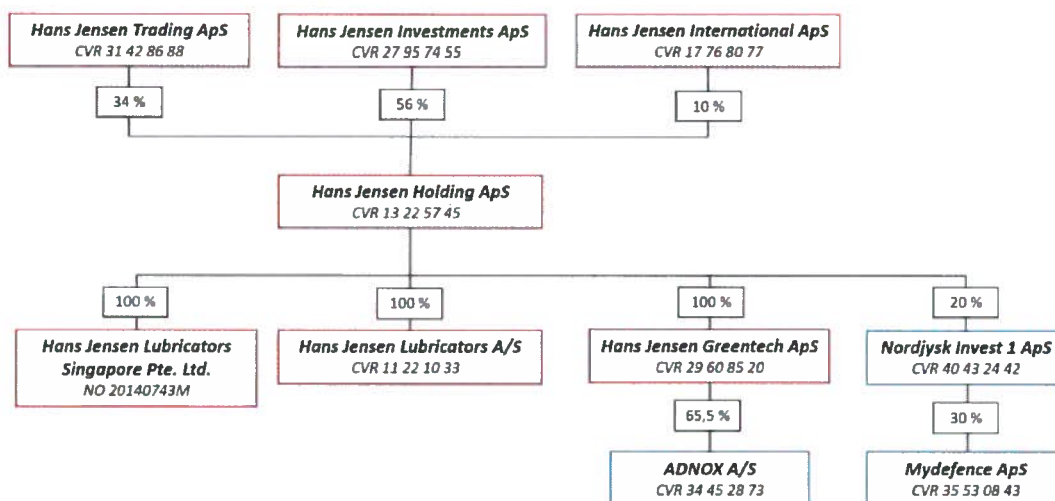 Hans Jensen Trading ApS
CVR 31 42 86 88
Hans Jensen Investments ApS
CVR 27 95 74 55
Hans Jensen International ApS
CVR 17 76 80 77
34 %
56 %
10 %
Hans Jensen Holding ApS
CVR 13 22 57 45
100 %
100 %
100 %
20 %
Hans Jensen Lubricators
Singapore Pte. Ltd.
NO 20140743M
Hans Jensen Lubricators A/S
CVR 11 22 10 33
Hans Jensen Greentech ApS
CVR 29 60 85 20
Nordjysk Invest 1 ApS
CVR 40 43 24 42
65,5 %
30 %
ADNOX A/S
CVR 34 45 28 73
Mydefence ApS
CVR 35 53 08 43